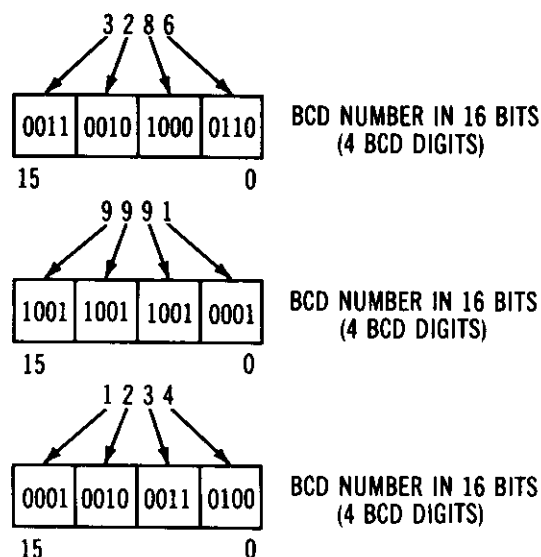 3 2 8 6
0011 0010 1000 0110 BCD NUMBER IN 16 BITS
(4 BCD DIGITS)
15 0
9 9 9 1
1001 1001 1001 0001 BCD NUMBER IN 16 BITS
(4 BCD DIGITS)
15 0
1 2 3 4
0001 0010 0011 0100 BCD NUMBER IN 16 BITS
(4 BCD DIGITS)
15 0